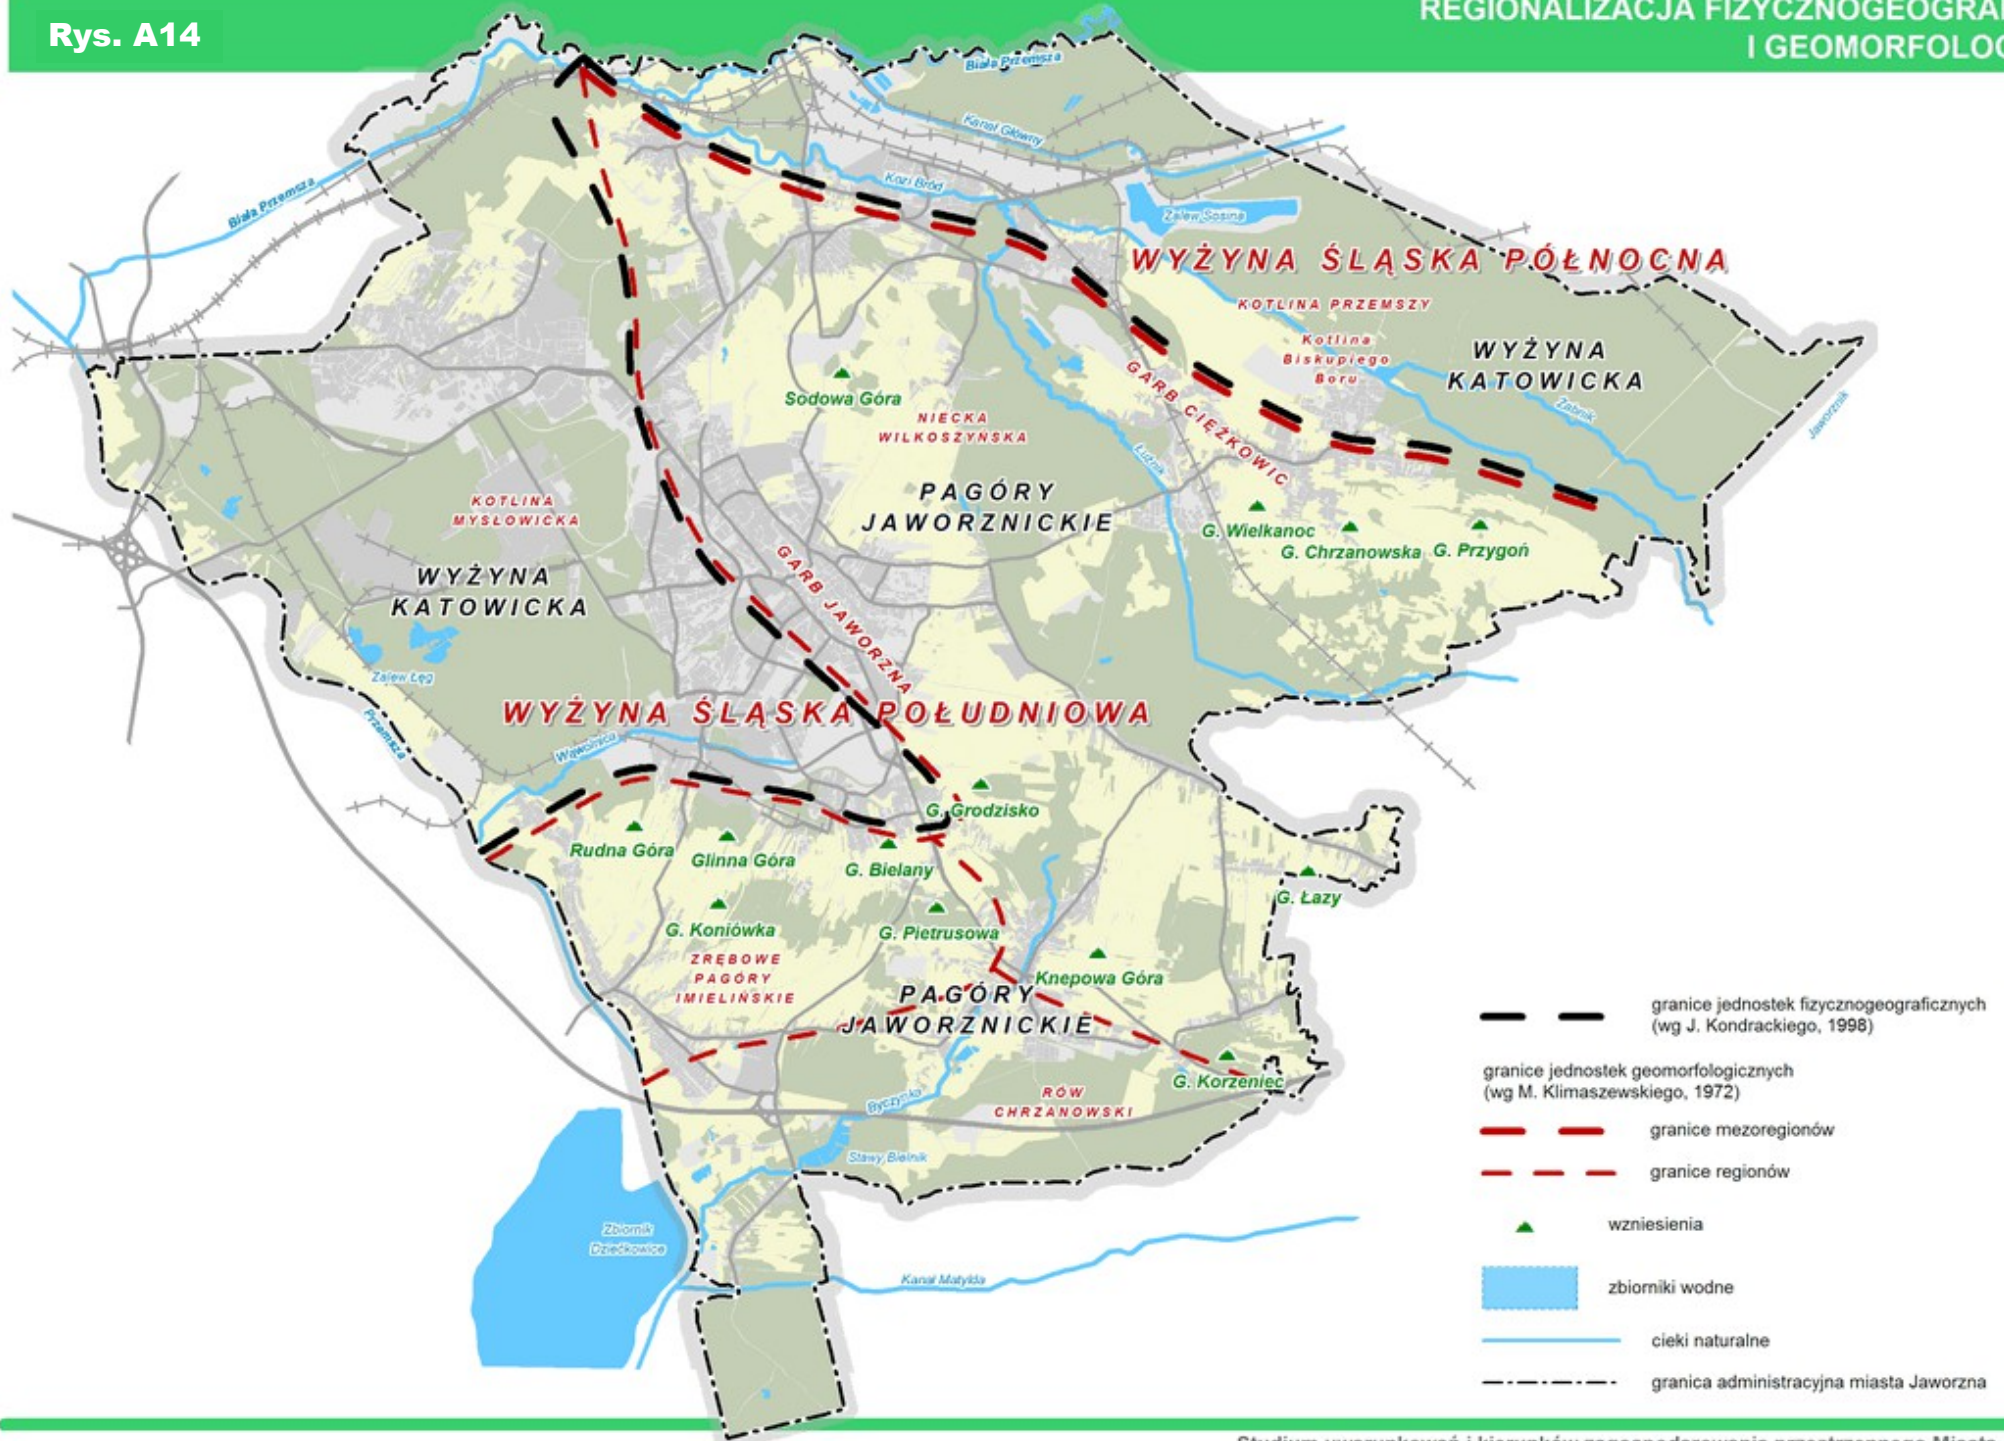 Rys. A14
REGIONALIZACJA
I
Biała Przemsza
Kanał Główny
Biała Przemsza
Kozi Bród
Zalew Sosina
WYŻYNA ŚLĄSKA PÓŁNOCNA
KOTLINA PRZEMSZY
Kotlina
Biskupiego
Boru
WYŻYNA
KATOWICKA
Żabnik
Jaworznik
GARB CIĘŻKOWIC
Sodowa Góra
NIECKA
WILKOSZYŃSKA
Łużnik
KOTLINA
MYSŁOWICKA
PAGÓRY
JAWORZNICKIE
G. Wielkanoc
G. Chrzanowska
G. Przygoń
WYŻYNA
KATOWICKA
GARB JAWORZNA
Zalew Łęg
Przemsza
WYŻYNA ŚLĄSKA POŁUDNIOWA
Wąwolnica
G. Grodzisko
Rudna Góra
Glinna Góra
G. Bielany
G. Łazy
G. Koniówka
G. Pietrusowa
ZRĘBOWE
PAGÓRY
IMIELIŃSKIE
Knepowa Góra
PAGÓRY
JAWORZNICKIE
G. Korzeniec
RÓW
CHRZANOWSKI
Byczynka
Stawy Bielnik
Zbiornik
Dziećkowice
Kanał Matylda
granice jednostek fizycznogeograficznych
(wg J. Kondrackiego, 1998)
granice jednostek geomorfologicznych
(wg M. Klimaszewskiego, 1972)
granice mezoregionów
granice regionów
wzniesienia
zbiorniki wodne
cieki naturalne
granica administracyjna miasta Jaworzna